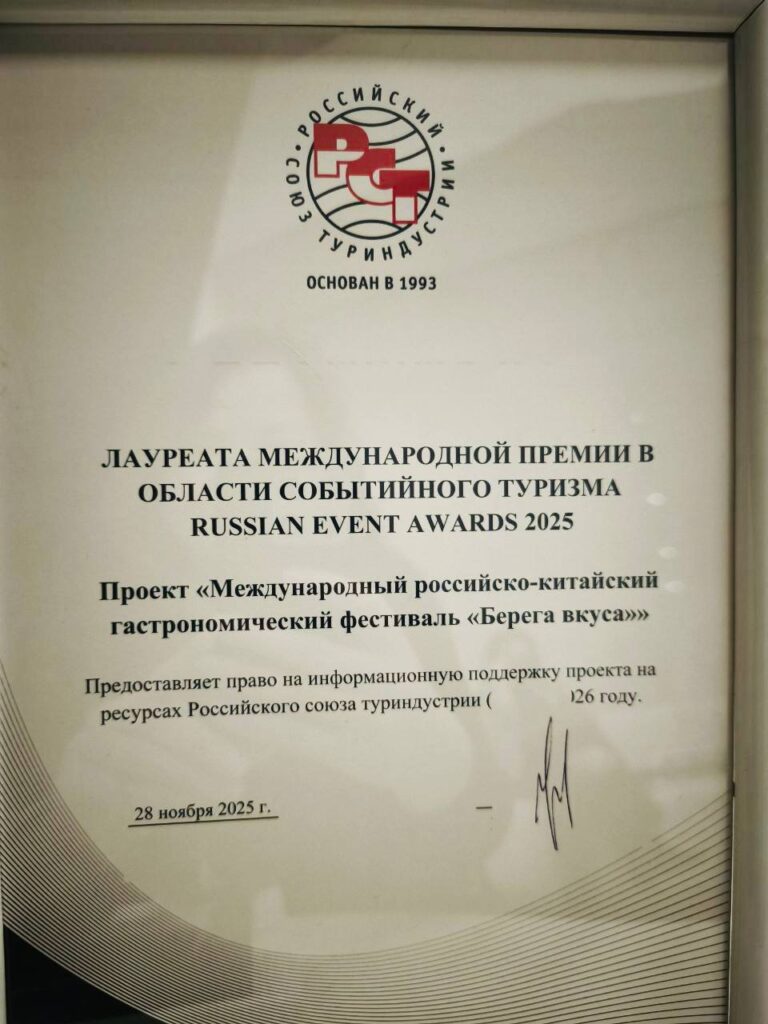 РОССИЙСКИЙ
СОЮЗ ТУРИНДУСТРИИ
РСТ
ОСНОВАН В 1993
ЛАУРЕАТА МЕЖДУНАРОДНОЙ ПРЕМИИ В
ОБЛАСТИ СОБЫТИЙНОГО ТУРИЗМА
RUSSIAN EVENT AWARDS 2025
Проект «Международный российско-китайский
гастрономический фестиваль «Берега вкуса»»
Предоставляет право на информационную поддержку проекта на
ресурсах Российского союза туриндустрии ( 26 году.
28 ноября 2025 г.